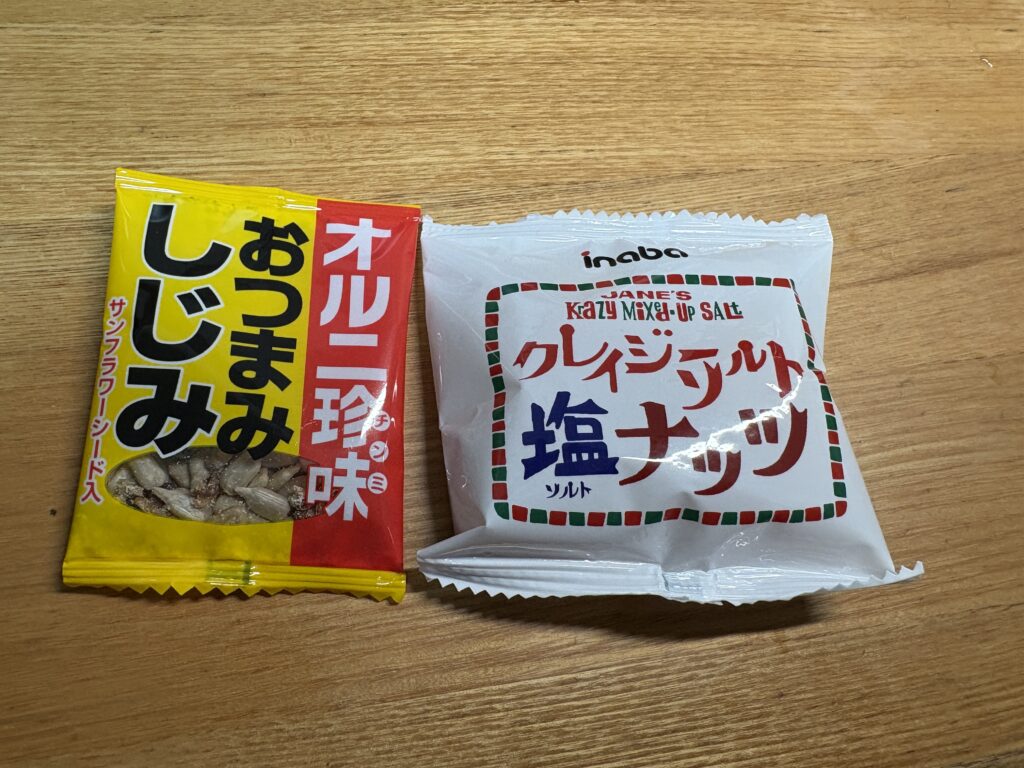 オルニ珍味
チンミ
おつまみ
しじみ
サンフラワーシード入
inaba
JANE'S
KRaZY MiXed-UP SALt
クレイジーソルト
塩ナッツ
ソルト